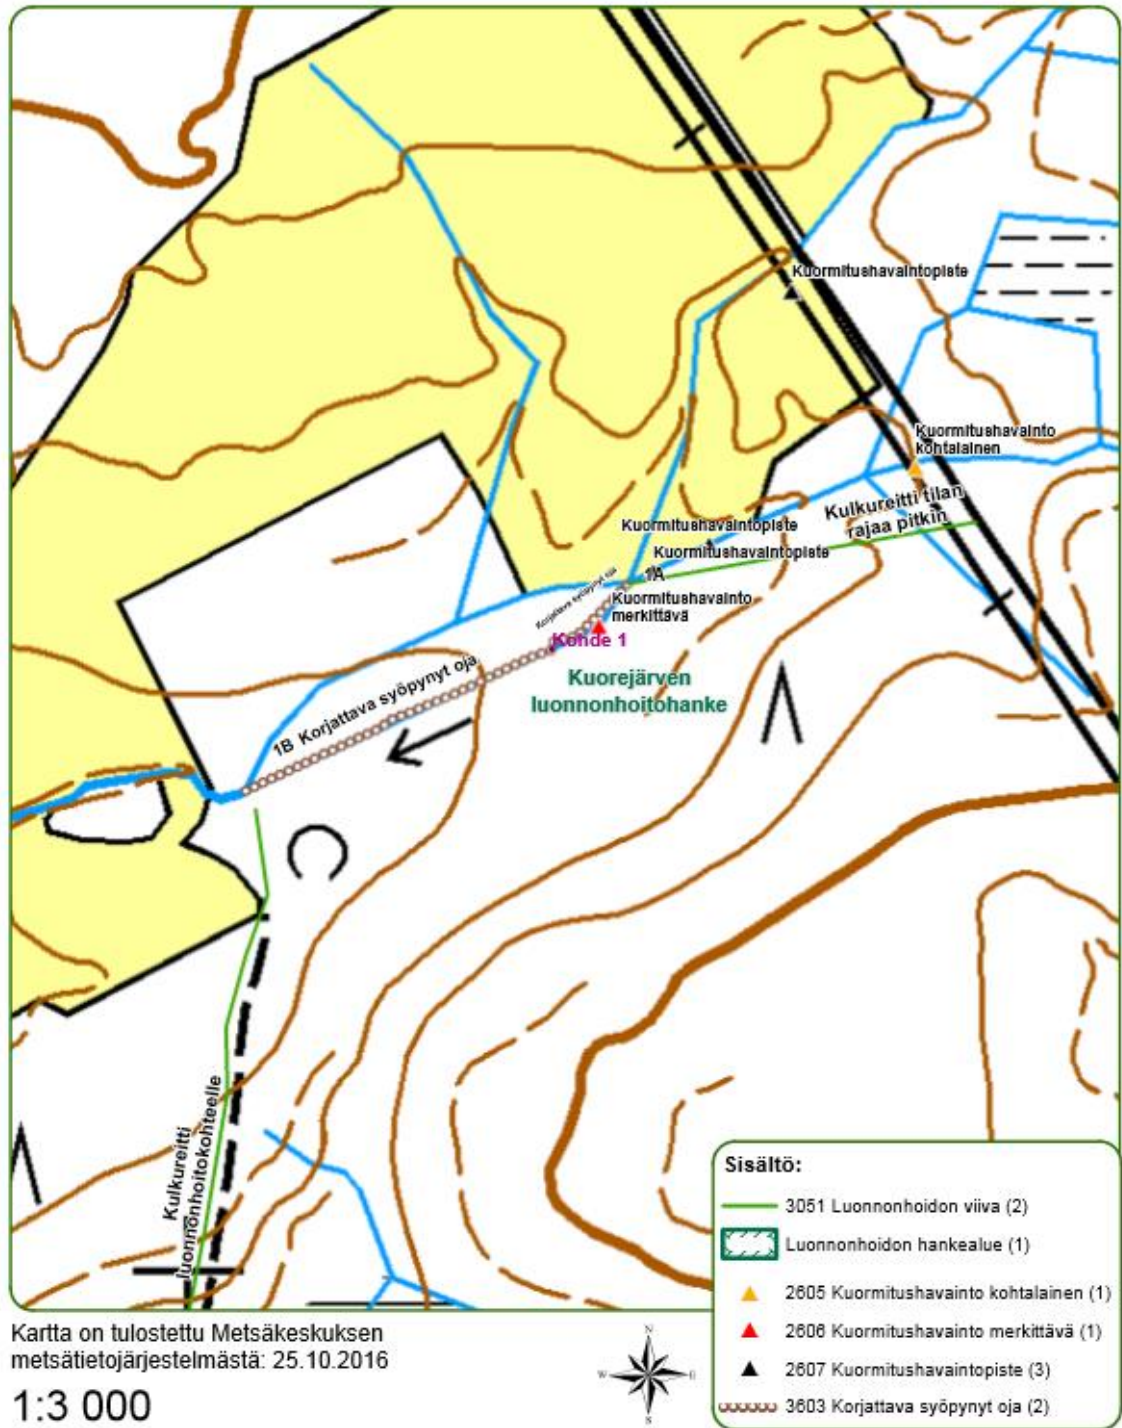 Kuormitushavaintopiste
Kuormitushavainto
kohtalainen
Kulkureitti tilan
rajaa pitkin
Kuormitushavaintopiste
Kuormitushavaintopiste
1A
Korjattava syöpynyt oja
Kuormitushavainto
merkittävä
Kohde 1
Kuorejärven
luonnonhoitohanke
1B Korjattava syöpynyt oja
Kulkureitti
luonnonhoitokohteelle
Sisältö:
3051 Luonnonhoidon viiva (2)
Luonnonhoidon hankealue (1)
2605 Kuormitushavainto kohtalainen (1)
2606 Kuormitushavainto merkittävä (1)
2607 Kuormitushavaintopiste (3)
3603 Korjattava syöpynyt oja (2)
Kartta on tulostettu Metsäkeskuksen
metsätietojärjestelmästä: 25.10.2016
1:3 000
N
W
E
S